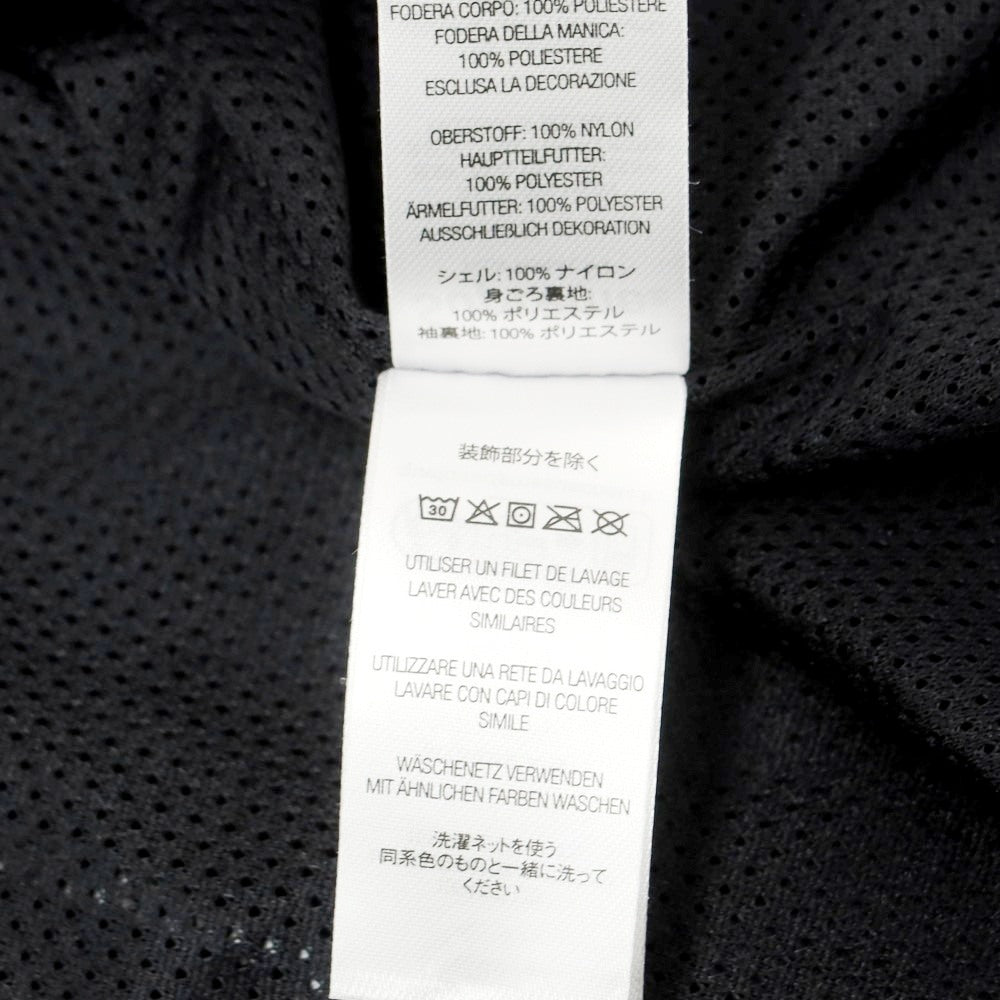 FODERA CORPO: 100% POLIESTERE
FODERA DELLA MANICA:
100% POLIESTERE
ESCLUSA LA DECORAZIONE
OBERSTOFF: 100% NYLON
HAUPTTEILFUTTER:
100% POLYESTER
ÄRMELFUTTER: 100% POLYESTER
AUSSCHLIEßLICH DEKORATION
シェル: 100% ナイロン
身ごろ裏地:
100% ポリエステル
袖裏地: 100% ポリエステル
装飾部分を除く
30
UTILISER UN FILET DE LAVAGE
LAVER AVEC DES COULEURS
SIMILAIRES
UTILIZZARE UNA RETE DA LAVAGGIO
LAVARE CON CAPI DI COLORE
SIMILE
WÄSCHENETZ VERWENDEN
MIT ÄHNLICHEN FARBEN WASCHEN
洗濯ネットを使う
同系色のものと一緒に洗って
ください